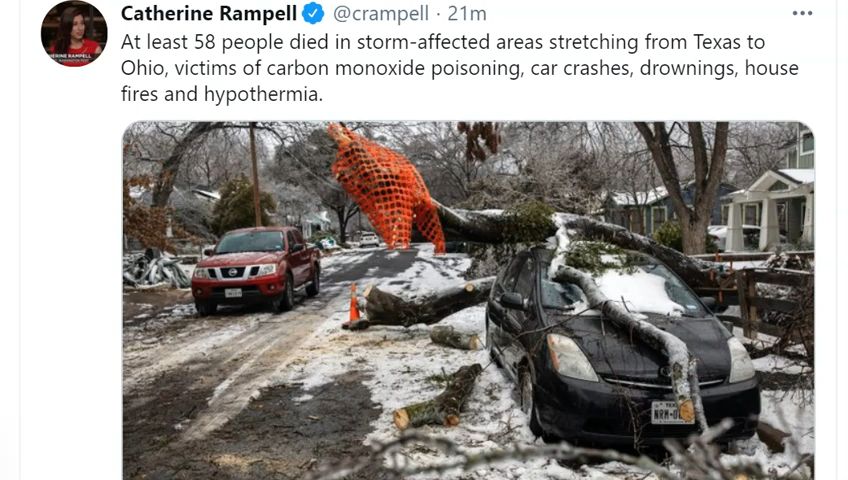 Catherine Rampell @crampell · 21m
At least 58 people died in storm-affected areas stretching from Texas to
Ohio, victims of carbon monoxide poisoning, car crashes, drownings, house
fires and hypothermia.